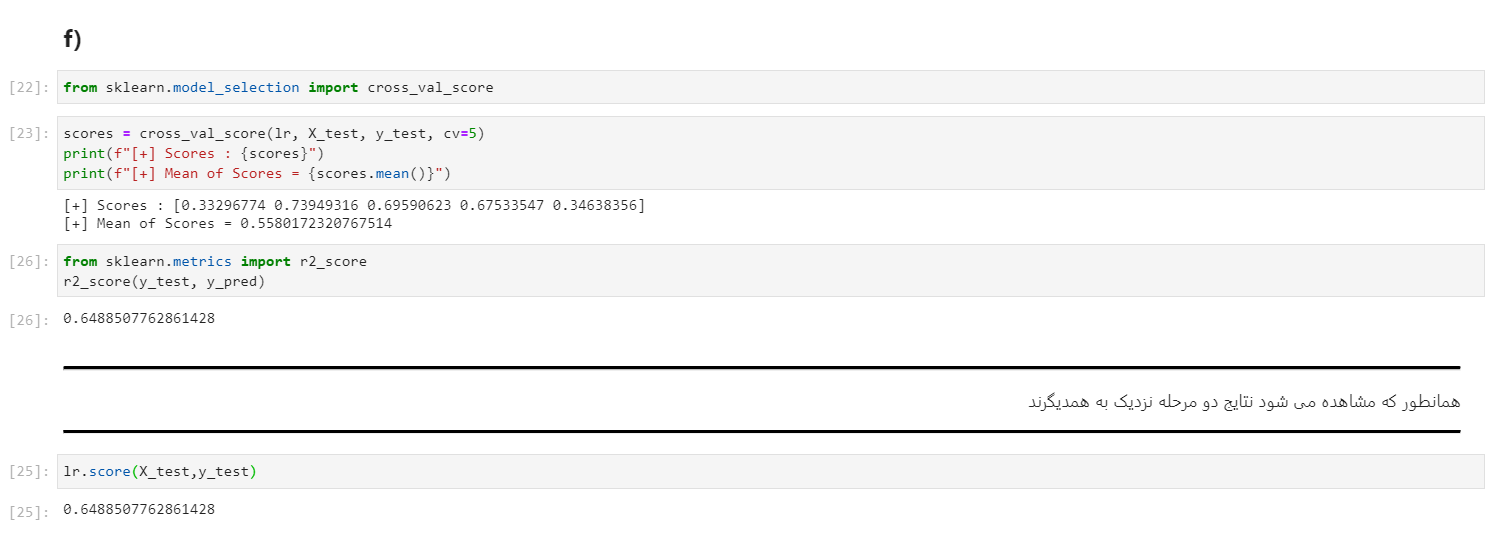 f)
[22]: from sklearn.model_selection import cross_val_score
[23]: scores = cross_val_score(lr, X_test, y_test, cv=5)
print(f"[+] Scores : {scores}")
print(f"[+] Mean of Scores = {scores.mean()}")
[+] Scores : [0.33296774 0.73949316 0.69590623 0.67533547 0.34638356]
[+] Mean of Scores = 0.5580172320767514
[26]: from sklearn.metrics import r2_score
r2_score(y_test, y_pred)
[26]: 0.6488507762861428
همانطور که مشاهده می شود نتایج دو مرحله نزدیک به همدیگرند
[25]: lr.score(X_test,y_test)
[25]: 0.6488507762861428